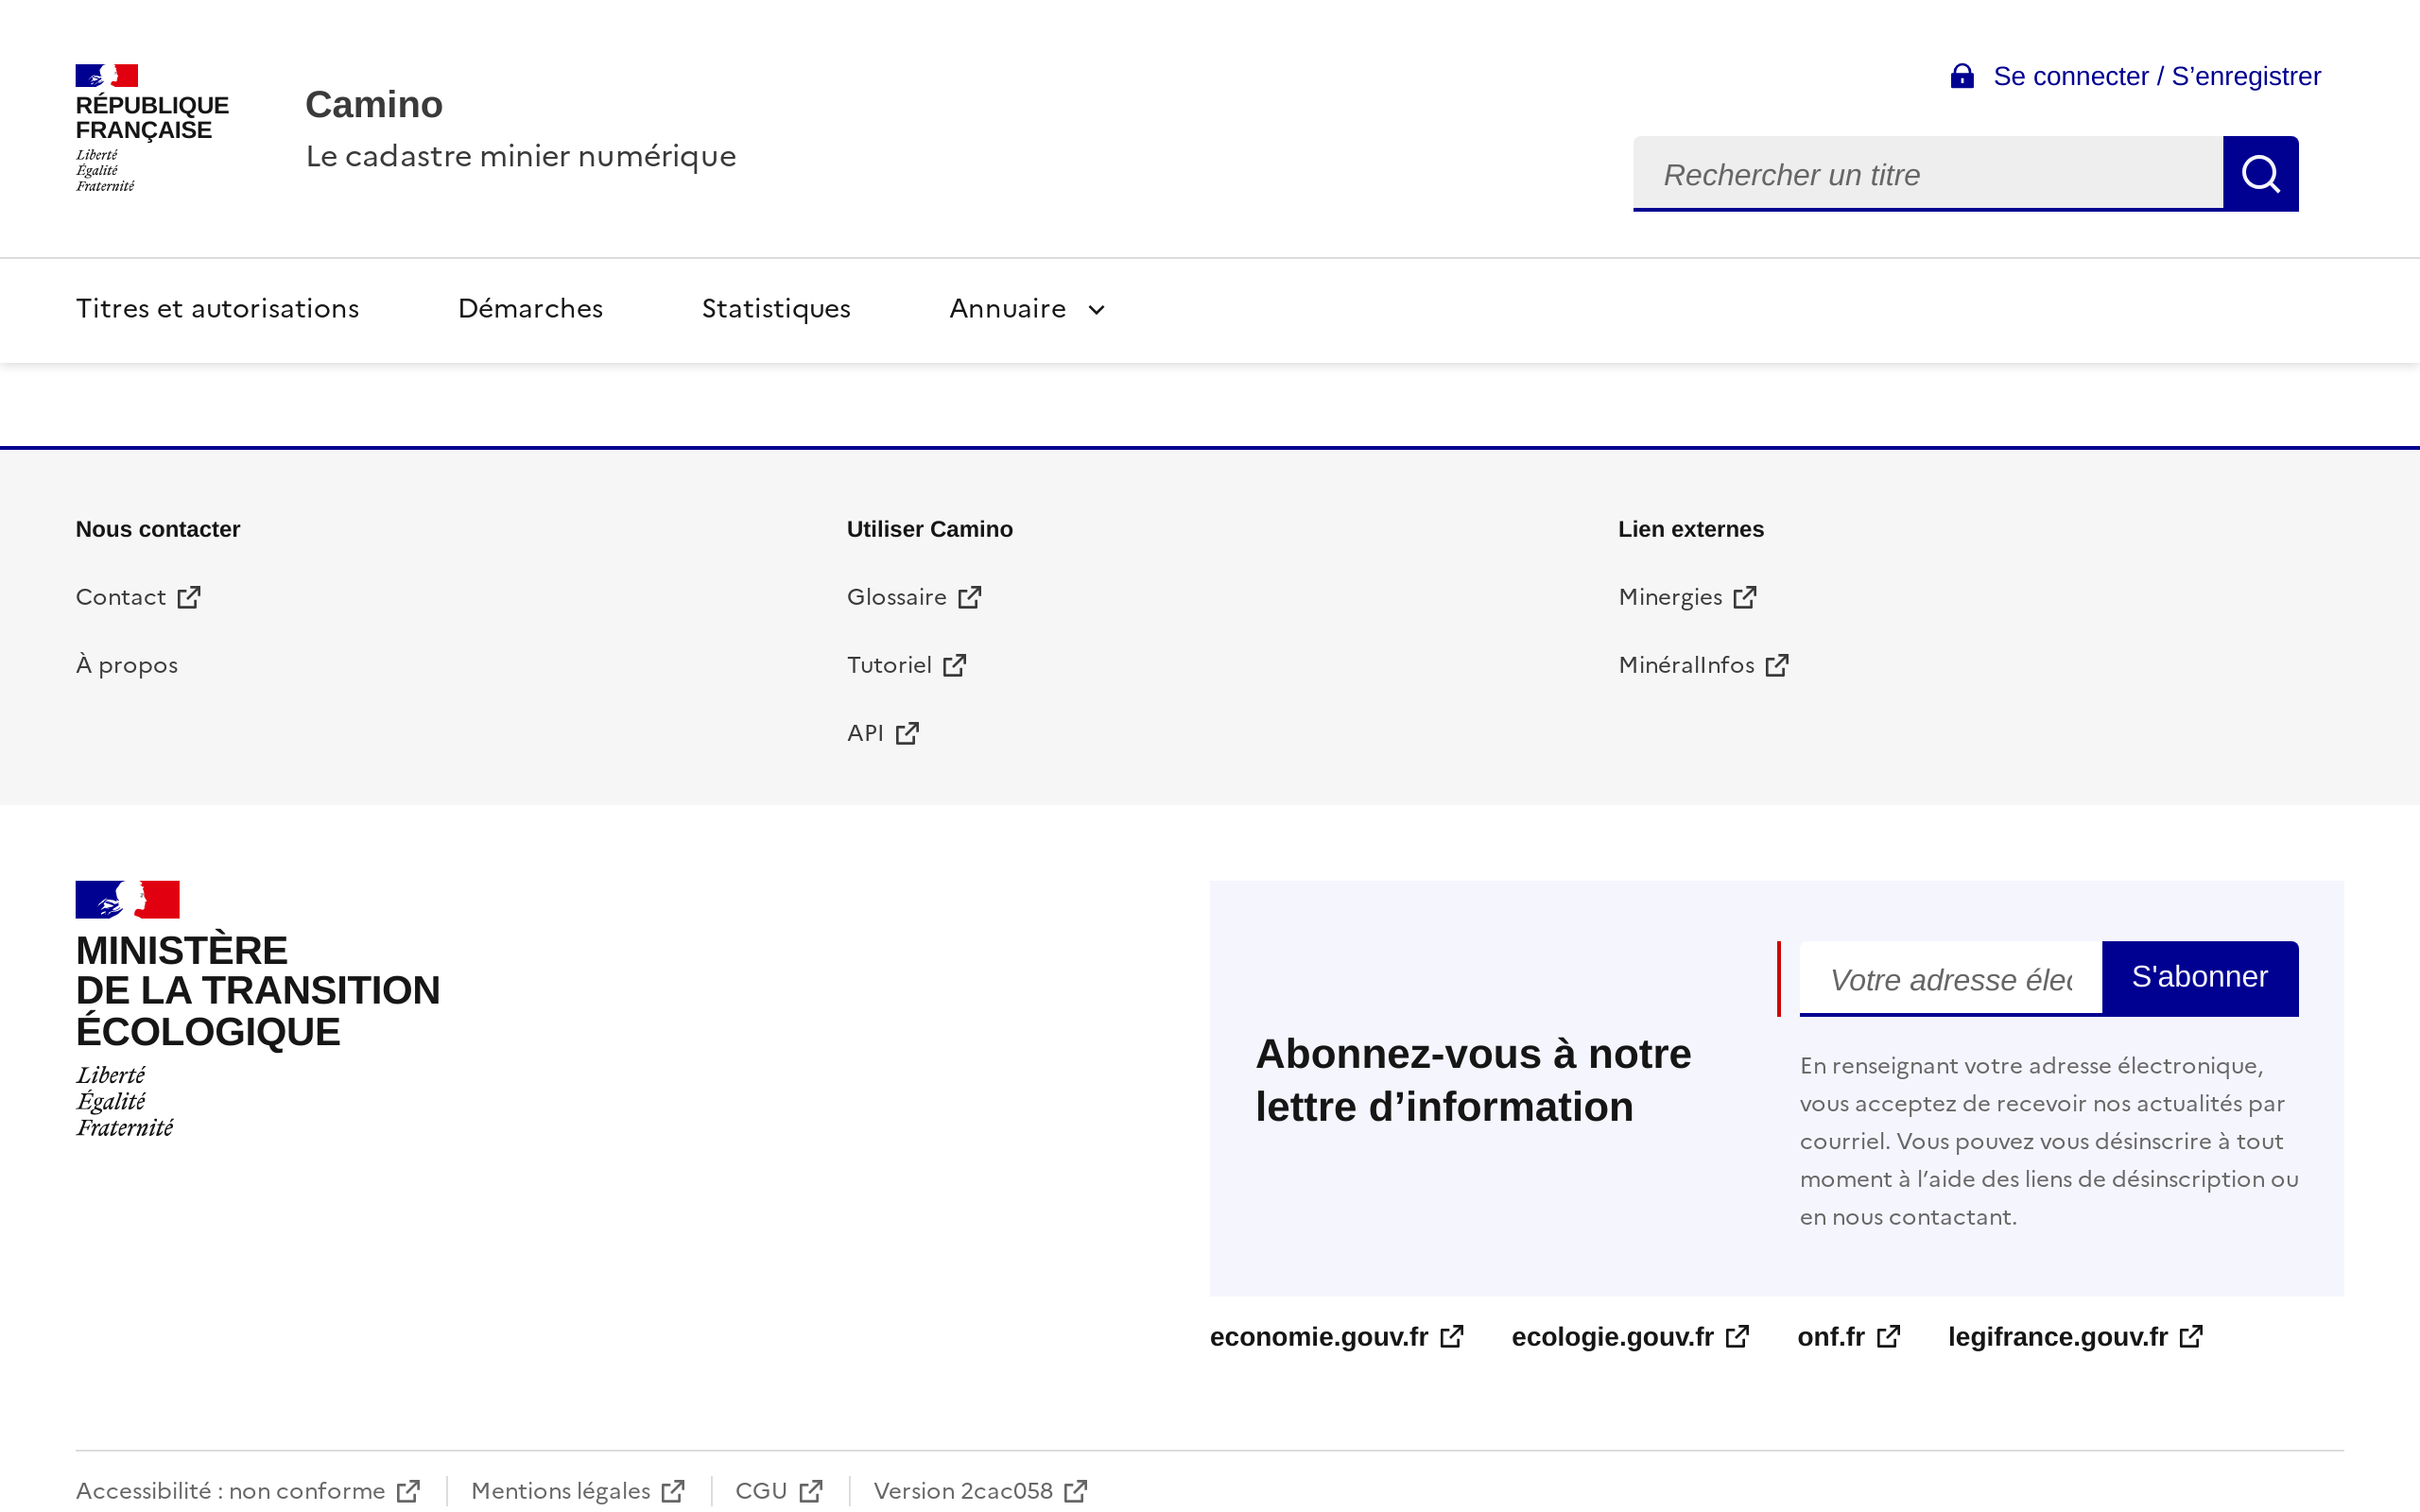 RÉPUBLIQUE
FRANÇAISE
Liberté
Égalité
Fraternité
Camino
Le cadastre minier numérique
Se connecter / S’enregistrer
Rechercher un titre
Titres et autorisations Démarches Statistiques Annuaire
Nous contacter
Contact
À propos
Utiliser Camino
Glossaire
Tutoriel
API
Lien externes
Minergies
MinéralInfos
MINISTÈRE
DE LA TRANSITION
ÉCOLOGIQUE
Liberté
Égalité
Fraternité
Abonnez-vous à notre
lettre d’information
Votre adresse élec
S'abonner
En renseignant votre adresse électronique,
vous acceptez de recevoir nos actualités par
courriel. Vous pouvez vous désinscrire à tout
moment à l’aide des liens de désinscription ou
en nous contactant.
economie.gouv.fr ecologie.gouv.fr onf.fr legifrance.gouv.fr
Accessibilité : non conforme Mentions légales CGU Version 2cac058